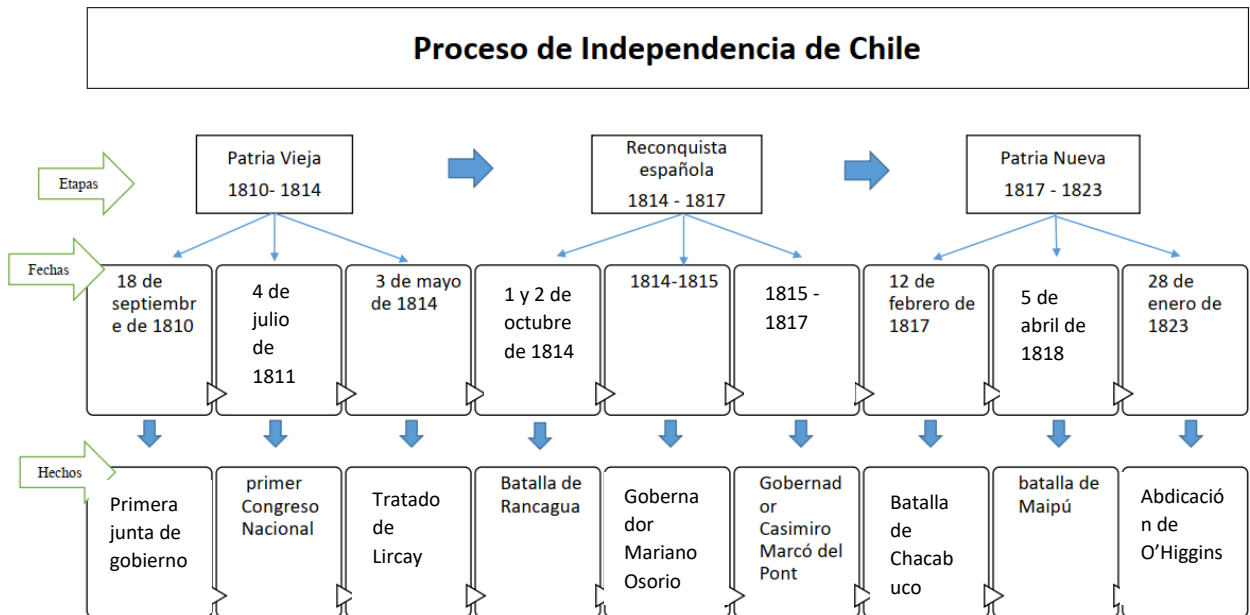 Proceso de Independencia de Chile
Etapas
Patria Vieja
1810- 1814
Reconquista
española
1814 - 1817
Patria Nueva
1817 - 1823
Fechas
18 de
septiembr
e de 1810
4 de
julio
de
1811
3 de mayo
de 1814
1 y 2 de
octubre
de 1814
1814-1815
1815 -
1817
12 de
febrero de
1817
5 de
abril de
1818
28 de
enero de
1823
Hechos
Primera
junta de
gobierno
primer
Congreso
Nacional
Tratado
de
Lircay
Batalla de
Rancagua
Goberna
dor
Mariano
Osorio
Gobernad
or
Casimiro
Marcó del
Pont
Batalla
de
Chacab
uco
batalla de
Maipú
Abdicació
n de
O’Higgins